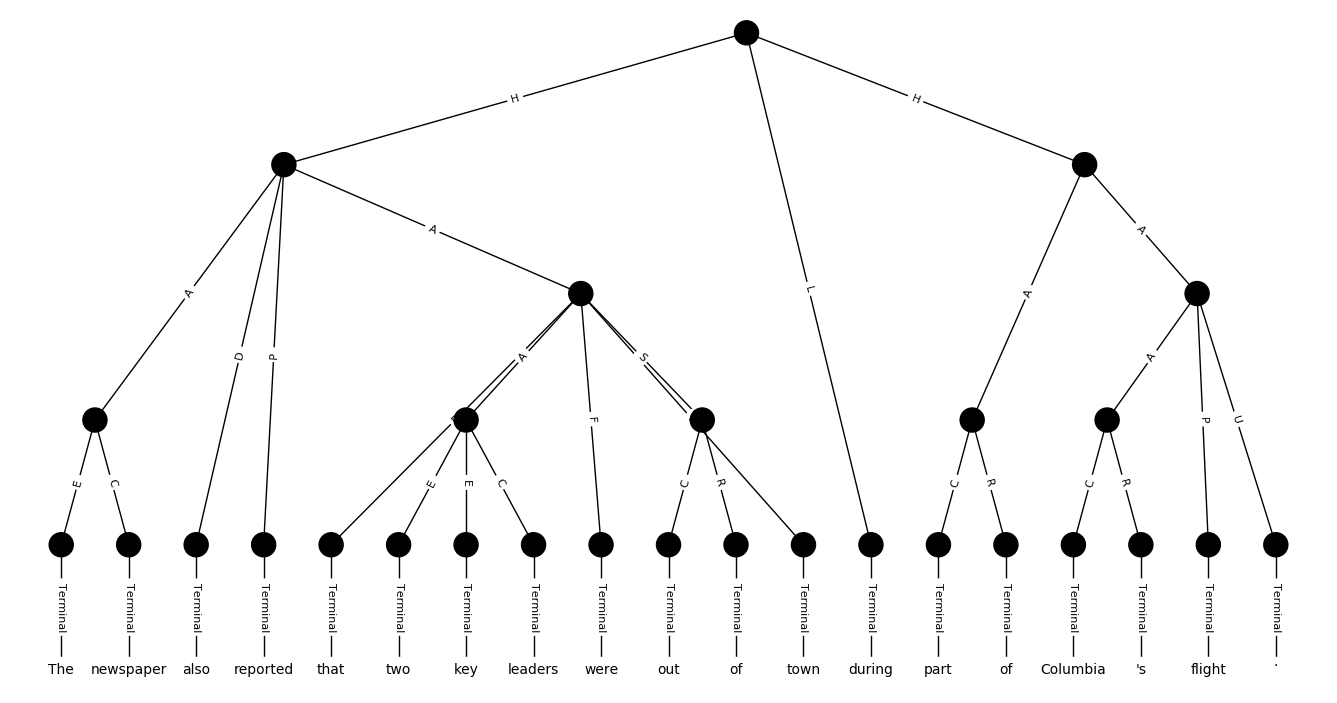 H H
A D P A L A A
A S
F A P U
E C E E C C R C R C R
Terminal Terminal Terminal Terminal Terminal Terminal Terminal Terminal Terminal Terminal Terminal Terminal Terminal Terminal Terminal Terminal Terminal Terminal Terminal
The newspaper also reported that two key leaders were out of town during part of Columbia 's flight .